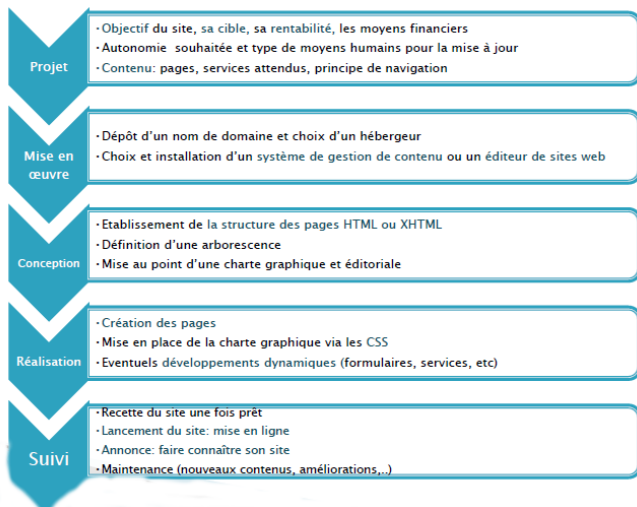 Projet
·Objectif du site, sa cible, sa rentabilité, les moyens financiers
·Autonomie souhaitée et type de moyens humains pour la mise à jour
·Contenu: pages, services attendus, principe de navigation
Mise en
œuvre
·Dépôt d'un nom de domaine et choix d'un hébergeur
·Choix et installation d'un système de gestion de contenu ou un éditeur de sites web
Conception
·Etablissement de la structure des pages HTML ou XHTML
·Définition d'une arborescence
·Mise au point d'une charte graphique et éditoriale
Réalisation
·Création des pages
·Mise en place de la charte graphique via les CSS
·Eventuels développements dynamiques (formulaires, services, etc)
Suivi
·Recette du site une fois prêt
·Lancement du site: mise en ligne
·Annonce: faire connaître son site
·Maintenance (nouveaux contenus, améliorations,..)